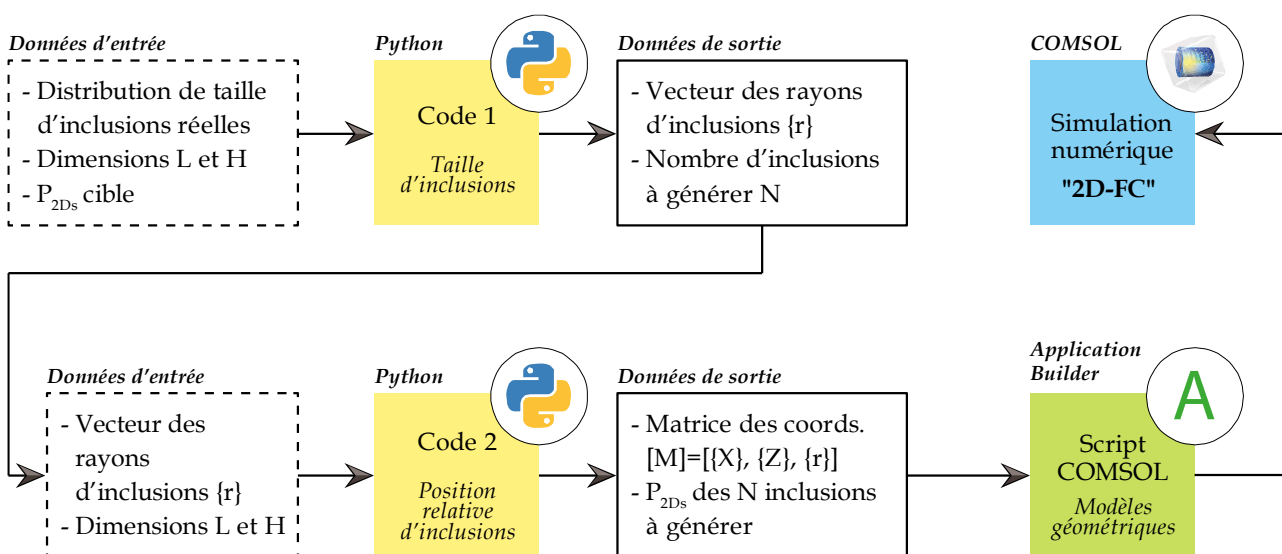 Données d'entrée
- Distribution de taille
d'inclusions réelles
- Dimensions L et H
- P2Ds cible
Python
Code 1
Taille
d'inclusions
Données de sortie
- Vecteur des rayons
d'inclusions {r}
- Nombre d'inclusions
à générer N
COMSOL
Simulation
numérique
"2D-FC"
Données d'entrée
- Vecteur des
rayons
d'inclusions {r}
- Dimensions L et H
Python
Code 2
Position
relative
d'inclusions
Données de sortie
- Matrice des coords.
[M]=[{X}, {Z}, {r}]
- P2Ds des N inclusions
à générer
Application
Builder
A
Script
COMSOL
Modèles
géométriques